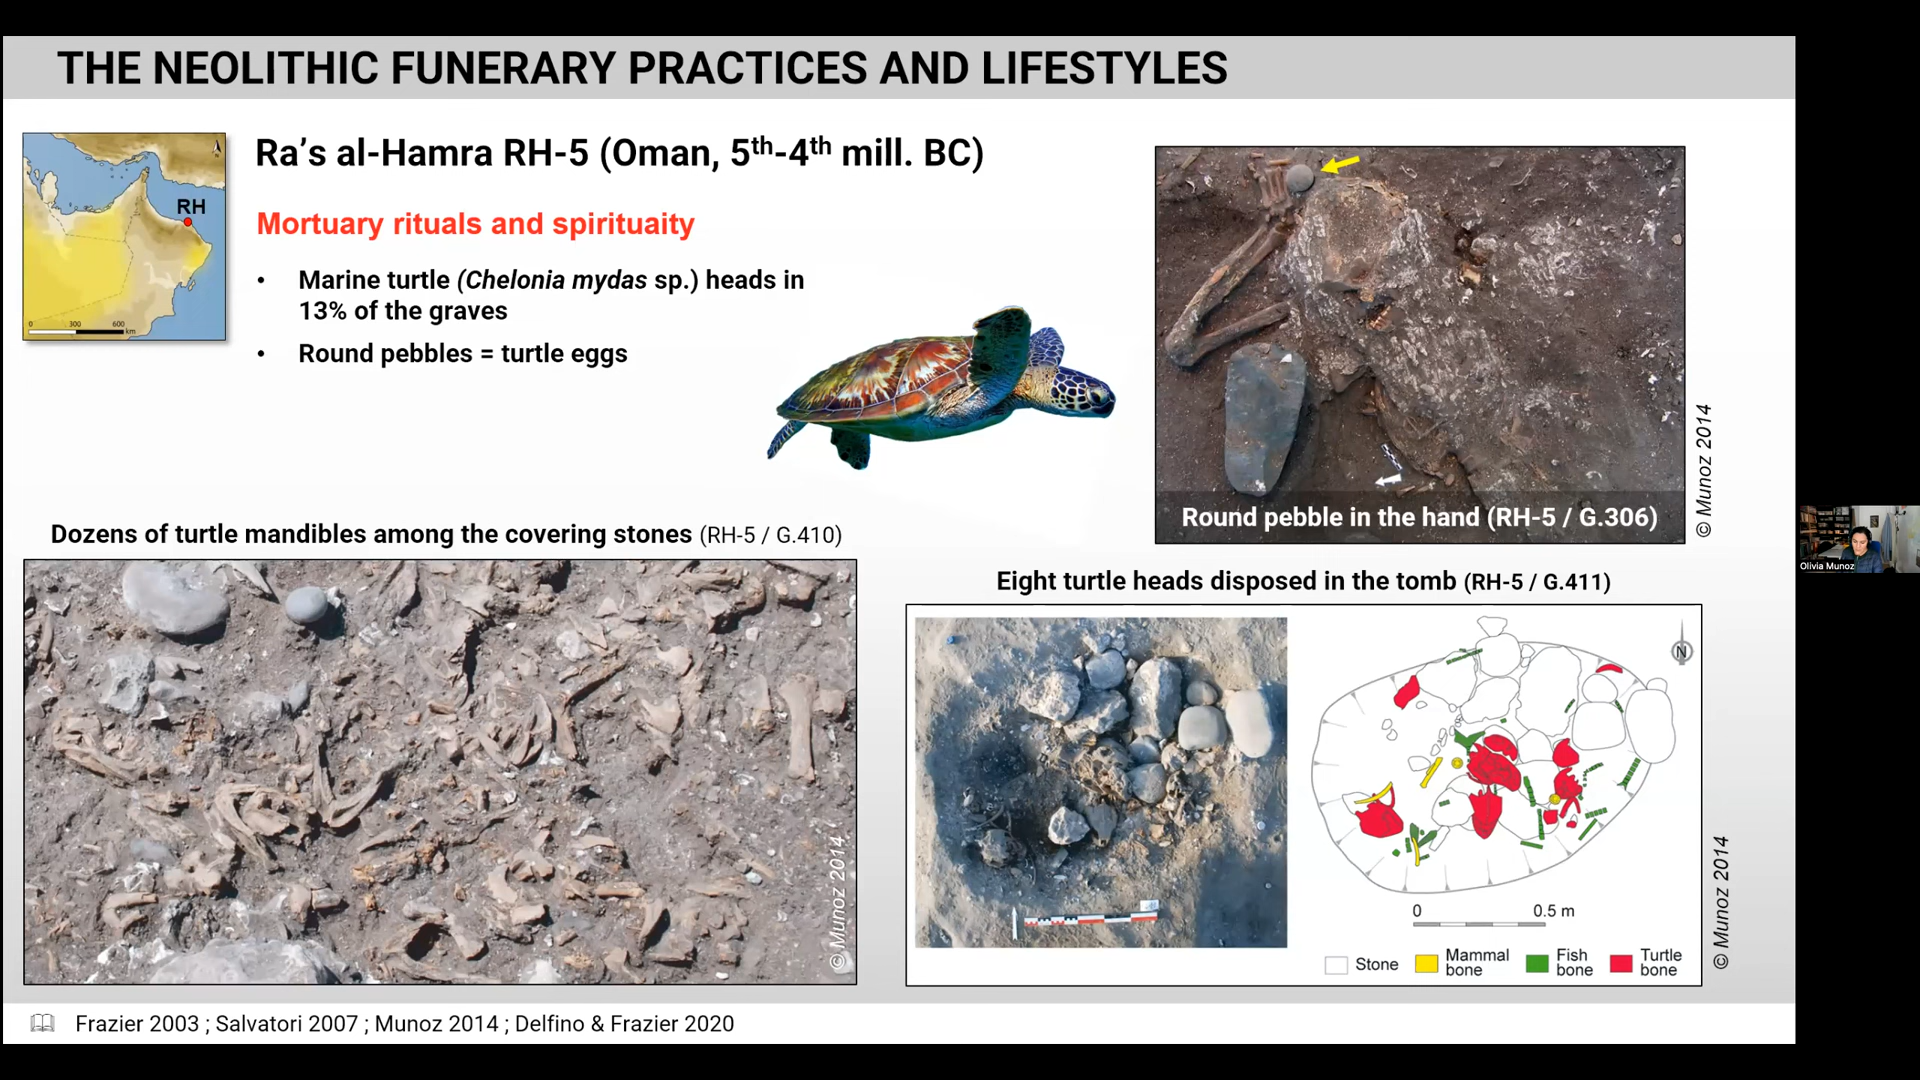 THE NEOLITHIC FUNERARY PRACTICES AND LIFESTYLES
RH
0 300 600
km
Ra’s al-Hamra RH-5 (Oman, 5th-4th mill. BC)
Mortuary rituals and spirituaity
• Marine turtle (Chelonia mydas sp.) heads in
13% of the graves
• Round pebbles = turtle eggs
Round pebble in the hand (RH-5 / G.306)
© Munoz 2014
Dozens of turtle mandibles among the covering stones (RH-5 / G.410)
© Munoz 2014
Eight turtle heads disposed in the tomb (RH-5 / G.411)
N
0 0.5 m
Stone
Mammal
bone
Fish
bone
Turtle
bone
© Munoz 2014
Olivia Munoz
Frazier 2003 ; Salvatori 2007 ; Munoz 2014 ; Delfino & Frazier 2020